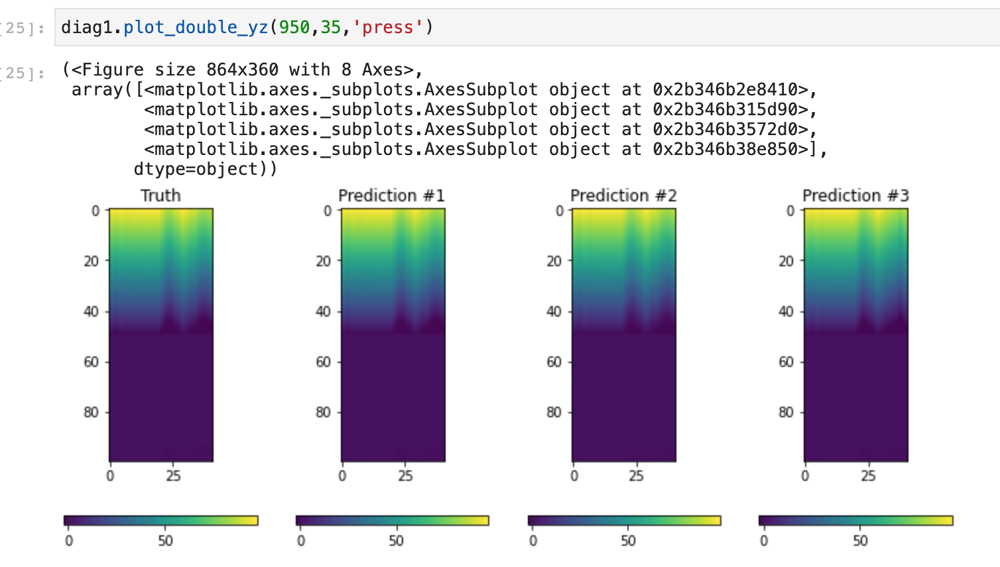 [25]: diag1.plot_double_yz(950,35,'press')
[25]: (<Figure size 864x360 with 8 Axes>,
array([<matplotlib.axes._subplots.AxesSubplot object at 0x2b346b2e8410>,
<matplotlib.axes._subplots.AxesSubplot object at 0x2b346b315d90>,
<matplotlib.axes._subplots.AxesSubplot object at 0x2b346b3572d0>,
<matplotlib.axes._subplots.AxesSubplot object at 0x2b346b38e850>],
dtype=object))
Truth Prediction #1 Prediction #2 Prediction #3
0 0 0 0
20 20 20 20
40 40 40 40
60 60 60 60
80 80 80 80
0 25 0 25 0 25 0 25
0 50 0 50 0 50 0 50